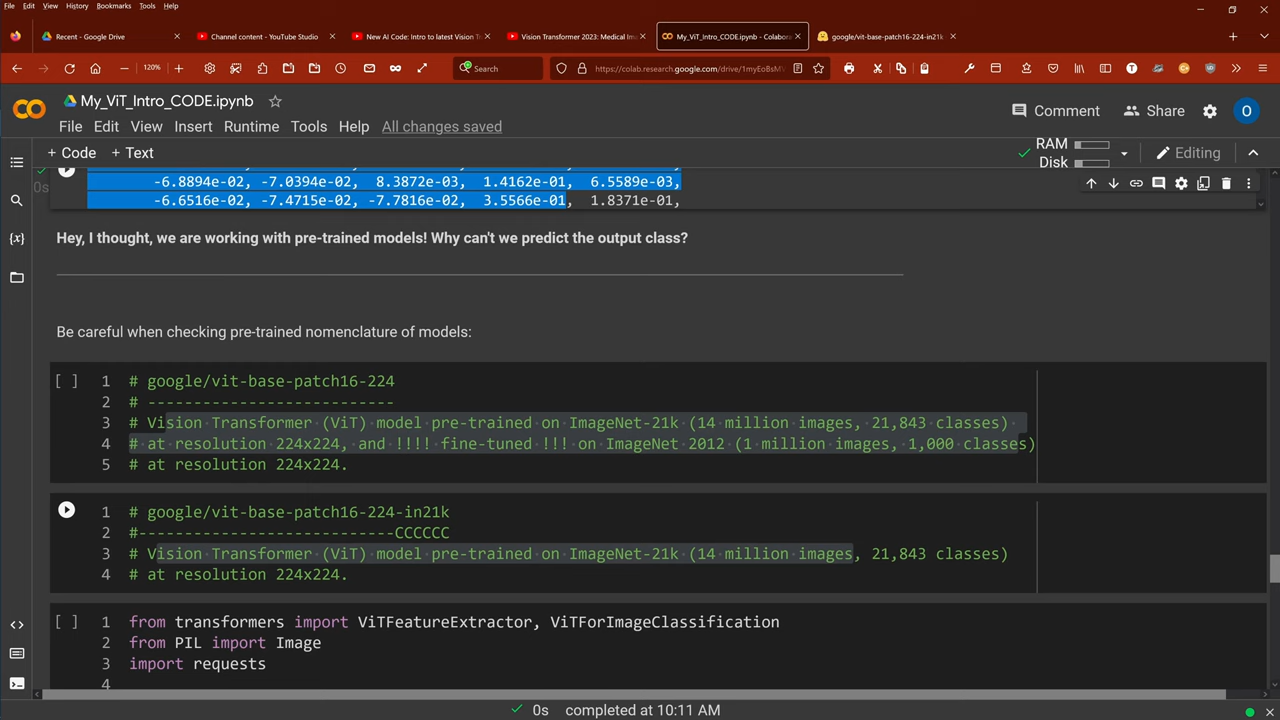 File Edit View History Bookmarks Tools Help
Recent - Google Drive
Channel content - YouTube Studio
New AI Code: Intro to latest Vision T
Vision Transformer 2023: Medical Im
My_ViT_Intro_CODE.ipynb - Colabora
google/vit-base-patch16-224-in21k
120%
Search
https://colab.research.google.com/drive/1myEoBsM
My_ViT_Intro_CODE.ipynb
Comment
Share
O
File Edit View Insert Runtime Tools Help All changes saved
+ Code + Text
RAM
Disk
Editing
0s
-6.8894e-02, -7.0394e-02, 8.3872e-03, 1.4162e-01, 6.5589e-03,
-6.6516e-02, -7.4715e-02, -7.7816e-02, 3.5566e-01, 1.8371e-01,
Hey, I thought, we are working with pre-trained models! Why can't we predict the output class?
Be careful when checking pre-trained nomenclature of models:
[ ] 1 # google/vit-base-patch16-224
2 # --------------------------
3 # Vision Transformer (ViT) model pre-trained on ImageNet-21k (14 million images, 21,843 classes)
4 # at resolution 224x224, and !!!! fine-tuned !!! on ImageNet 2012 (1 million images, 1,000 classes)
5 # at resolution 224x224.
1 # google/vit-base-patch16-224-in21k
2 #---------------------------CCCCCC
3 # Vision Transformer (ViT) model pre-trained on ImageNet-21k (14 million images, 21,843 classes)
4 # at resolution 224x224.
[ ] 1 from transformers import ViTFeatureExtractor, ViTForImageClassification
2 from PIL import Image
3 import requests
4
0s completed at 10:11 AM